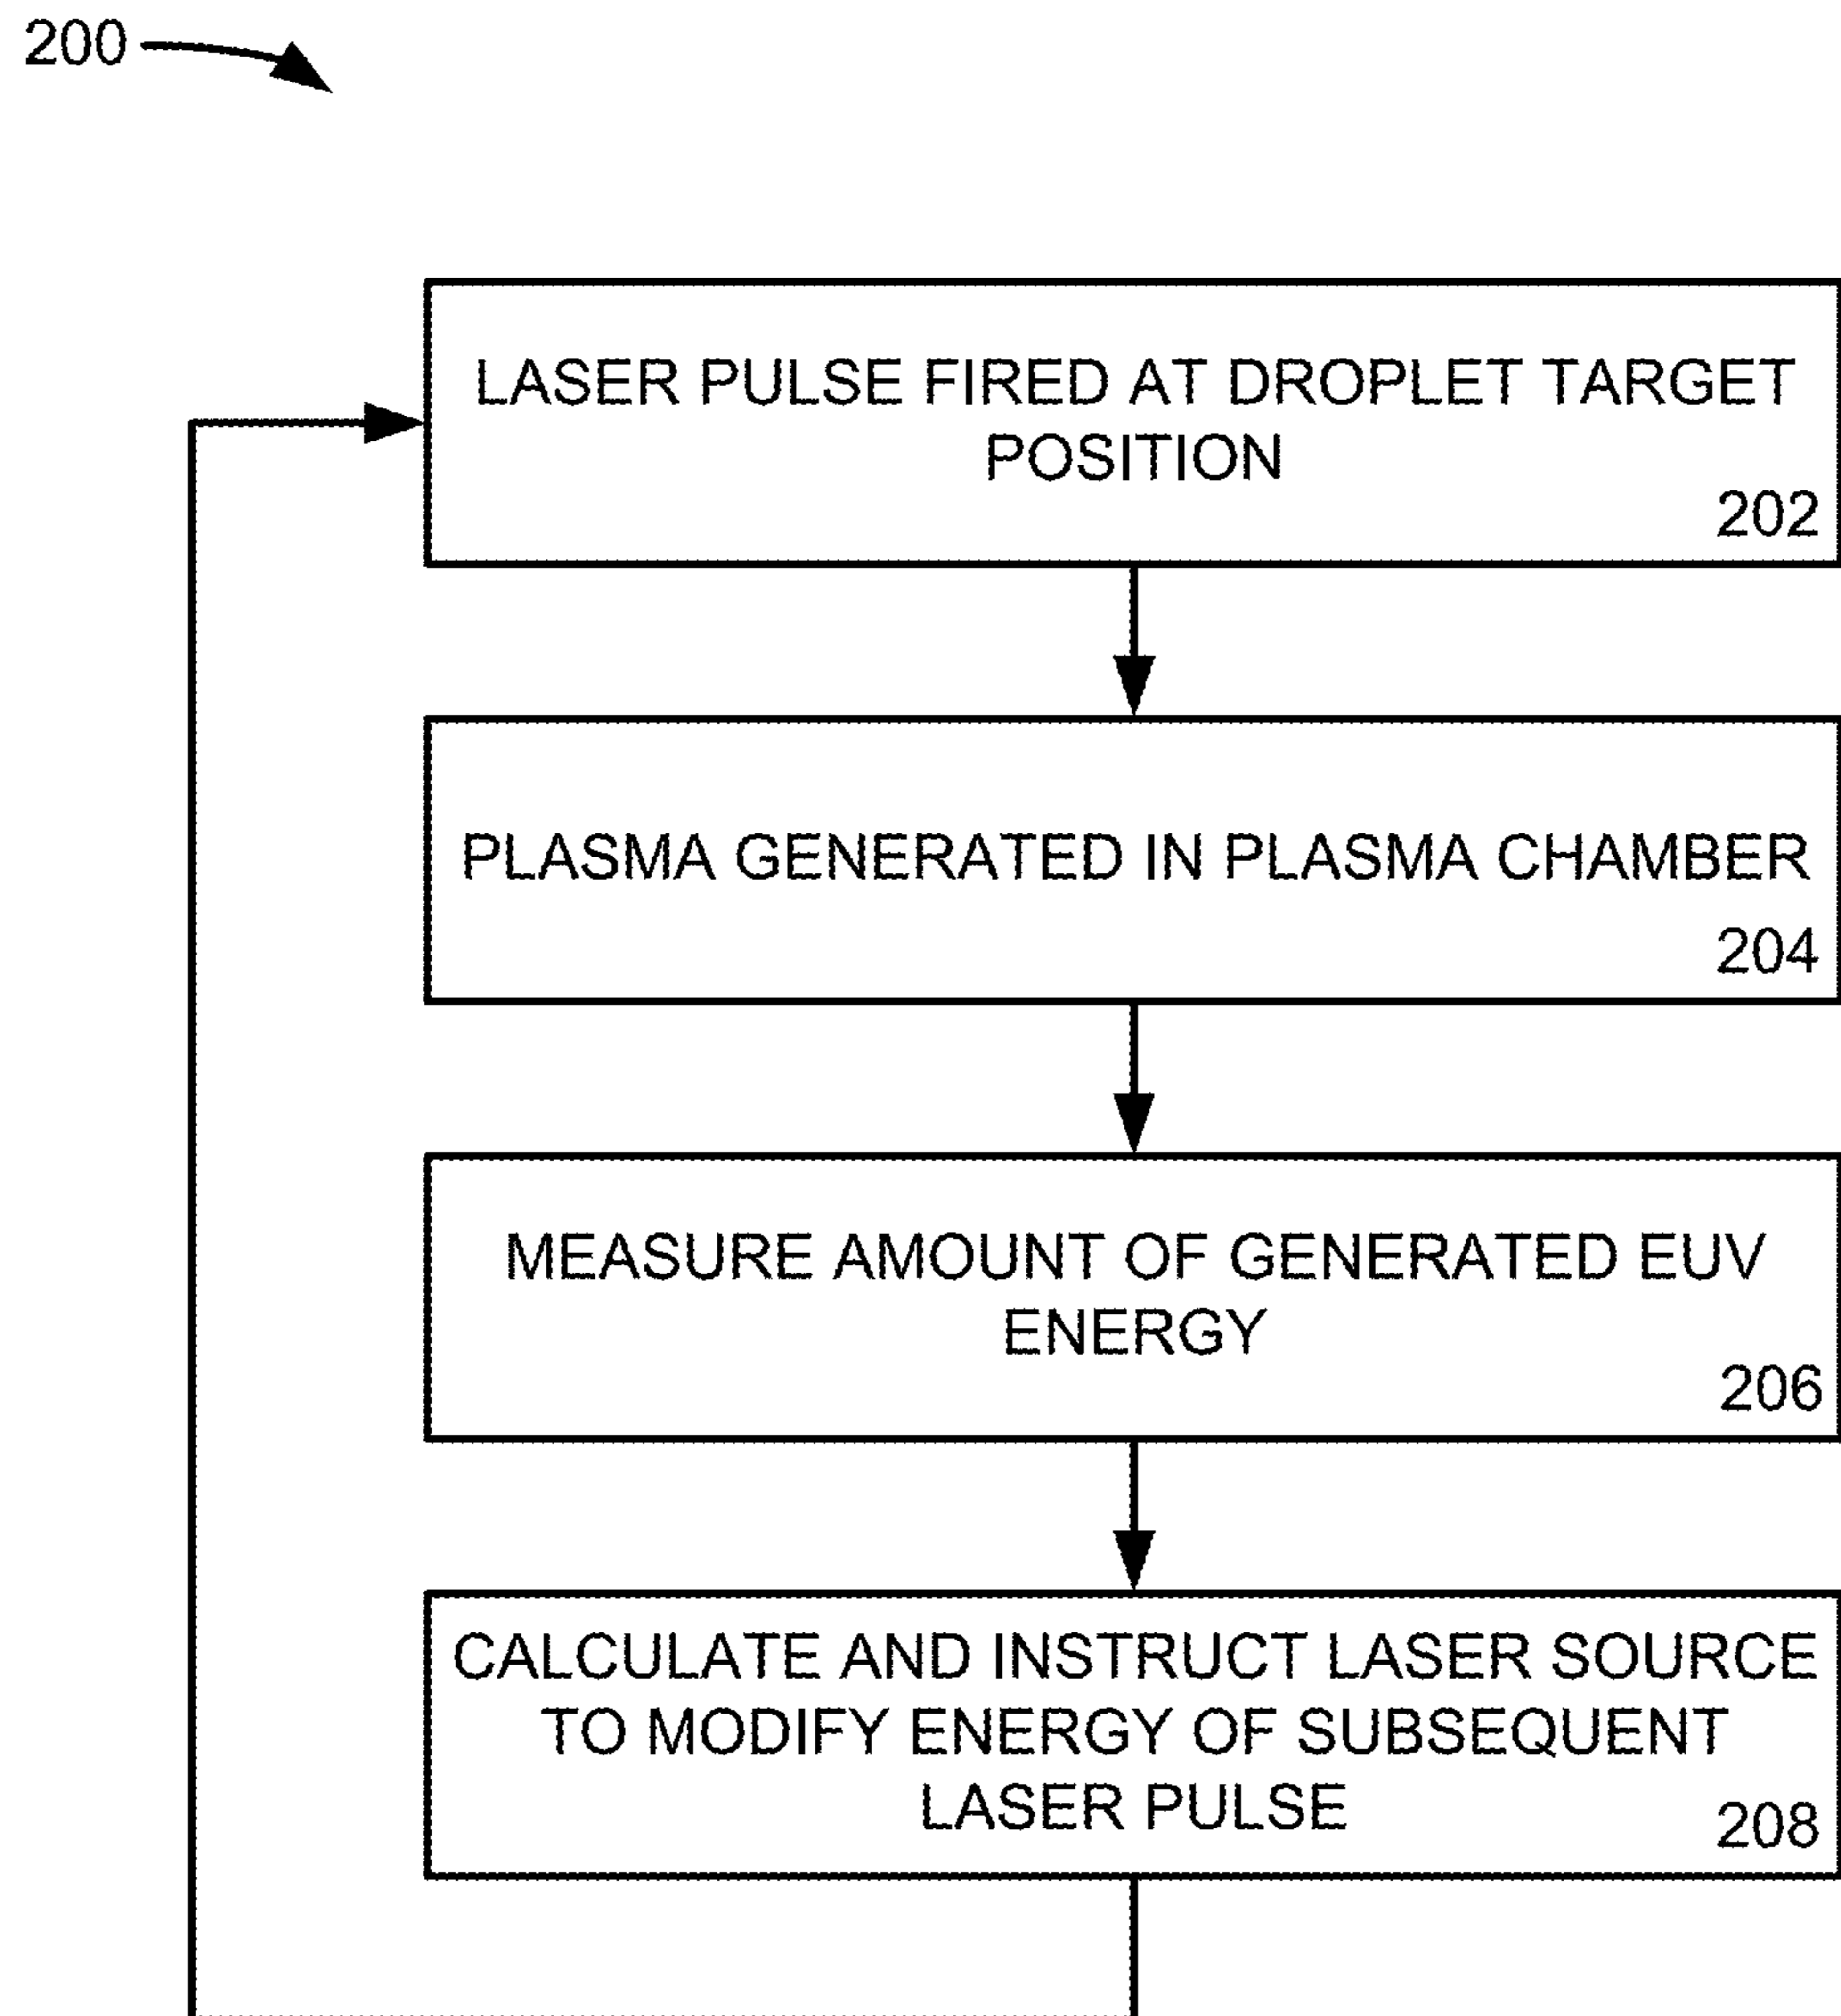 200
LASER PULSE FIRED AT DROPLET TARGET
POSITION
202
PLASMA GENERATED IN PLASMA CHAMBER
204
MEASURE AMOUNT OF GENERATED EUV
ENERGY
206
CALCULATE AND INSTRUCT LASER SOURCE
TO MODIFY ENERGY OF SUBSEQUENT
LASER PULSE
208